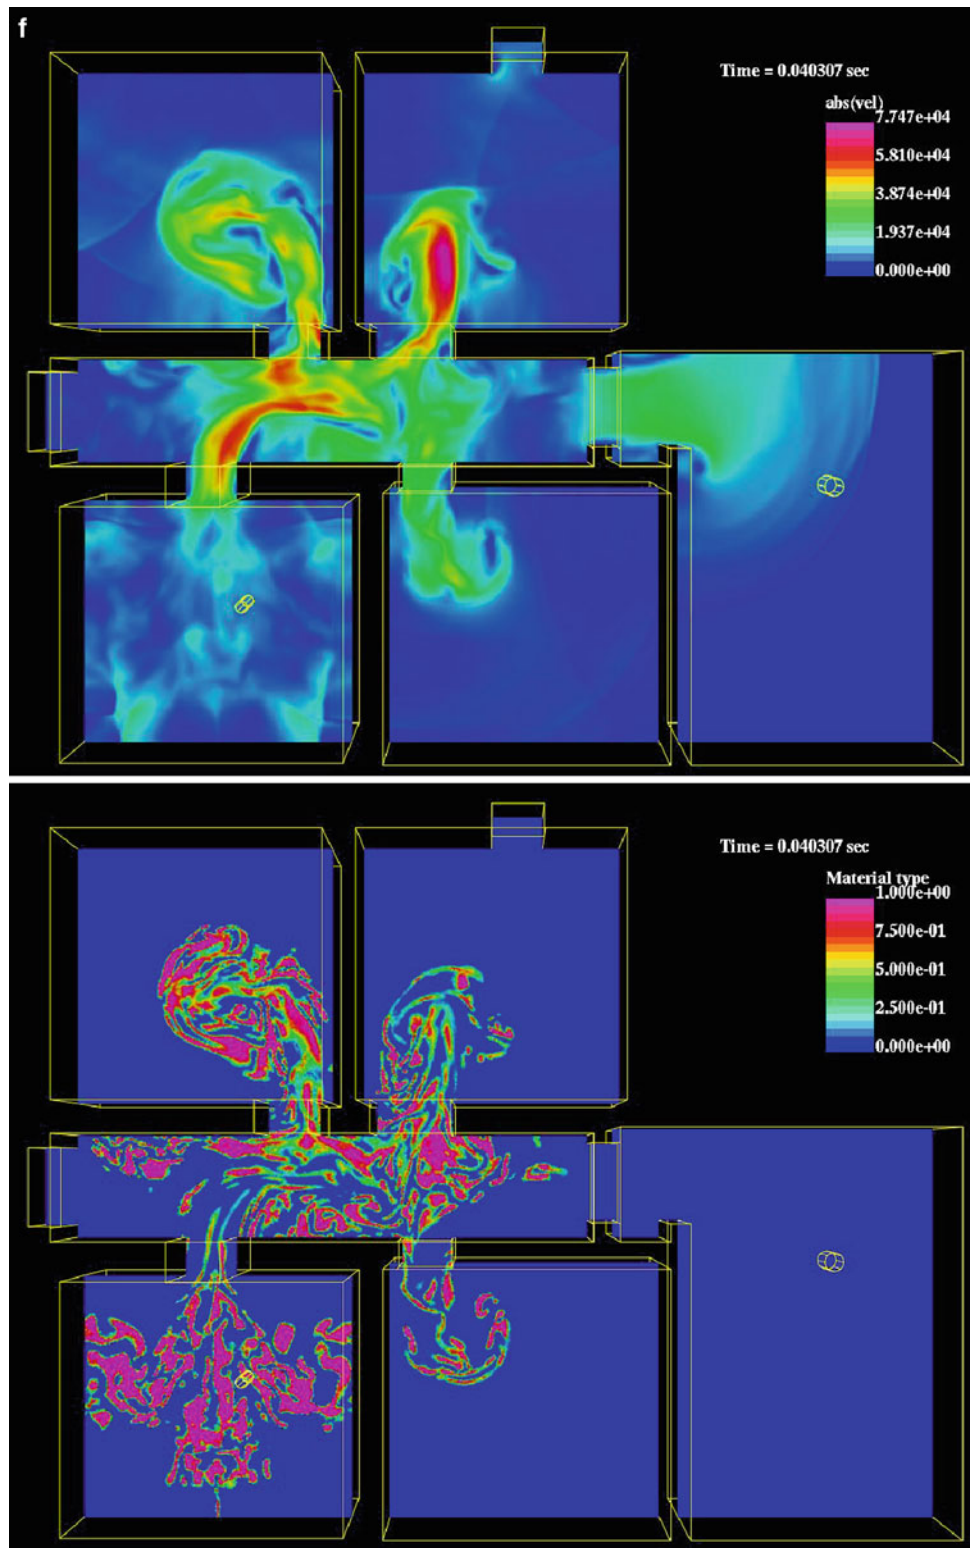 f
Time = 0.040307 sec
abs(vel)
7.747e+04
5.810e+04
3.874e+04
1.937e+04
0.000e+00
Time = 0.040307 sec
Material type
1.000e+00
7.500e-01
5.000e-01
2.500e-01
0.000e+00